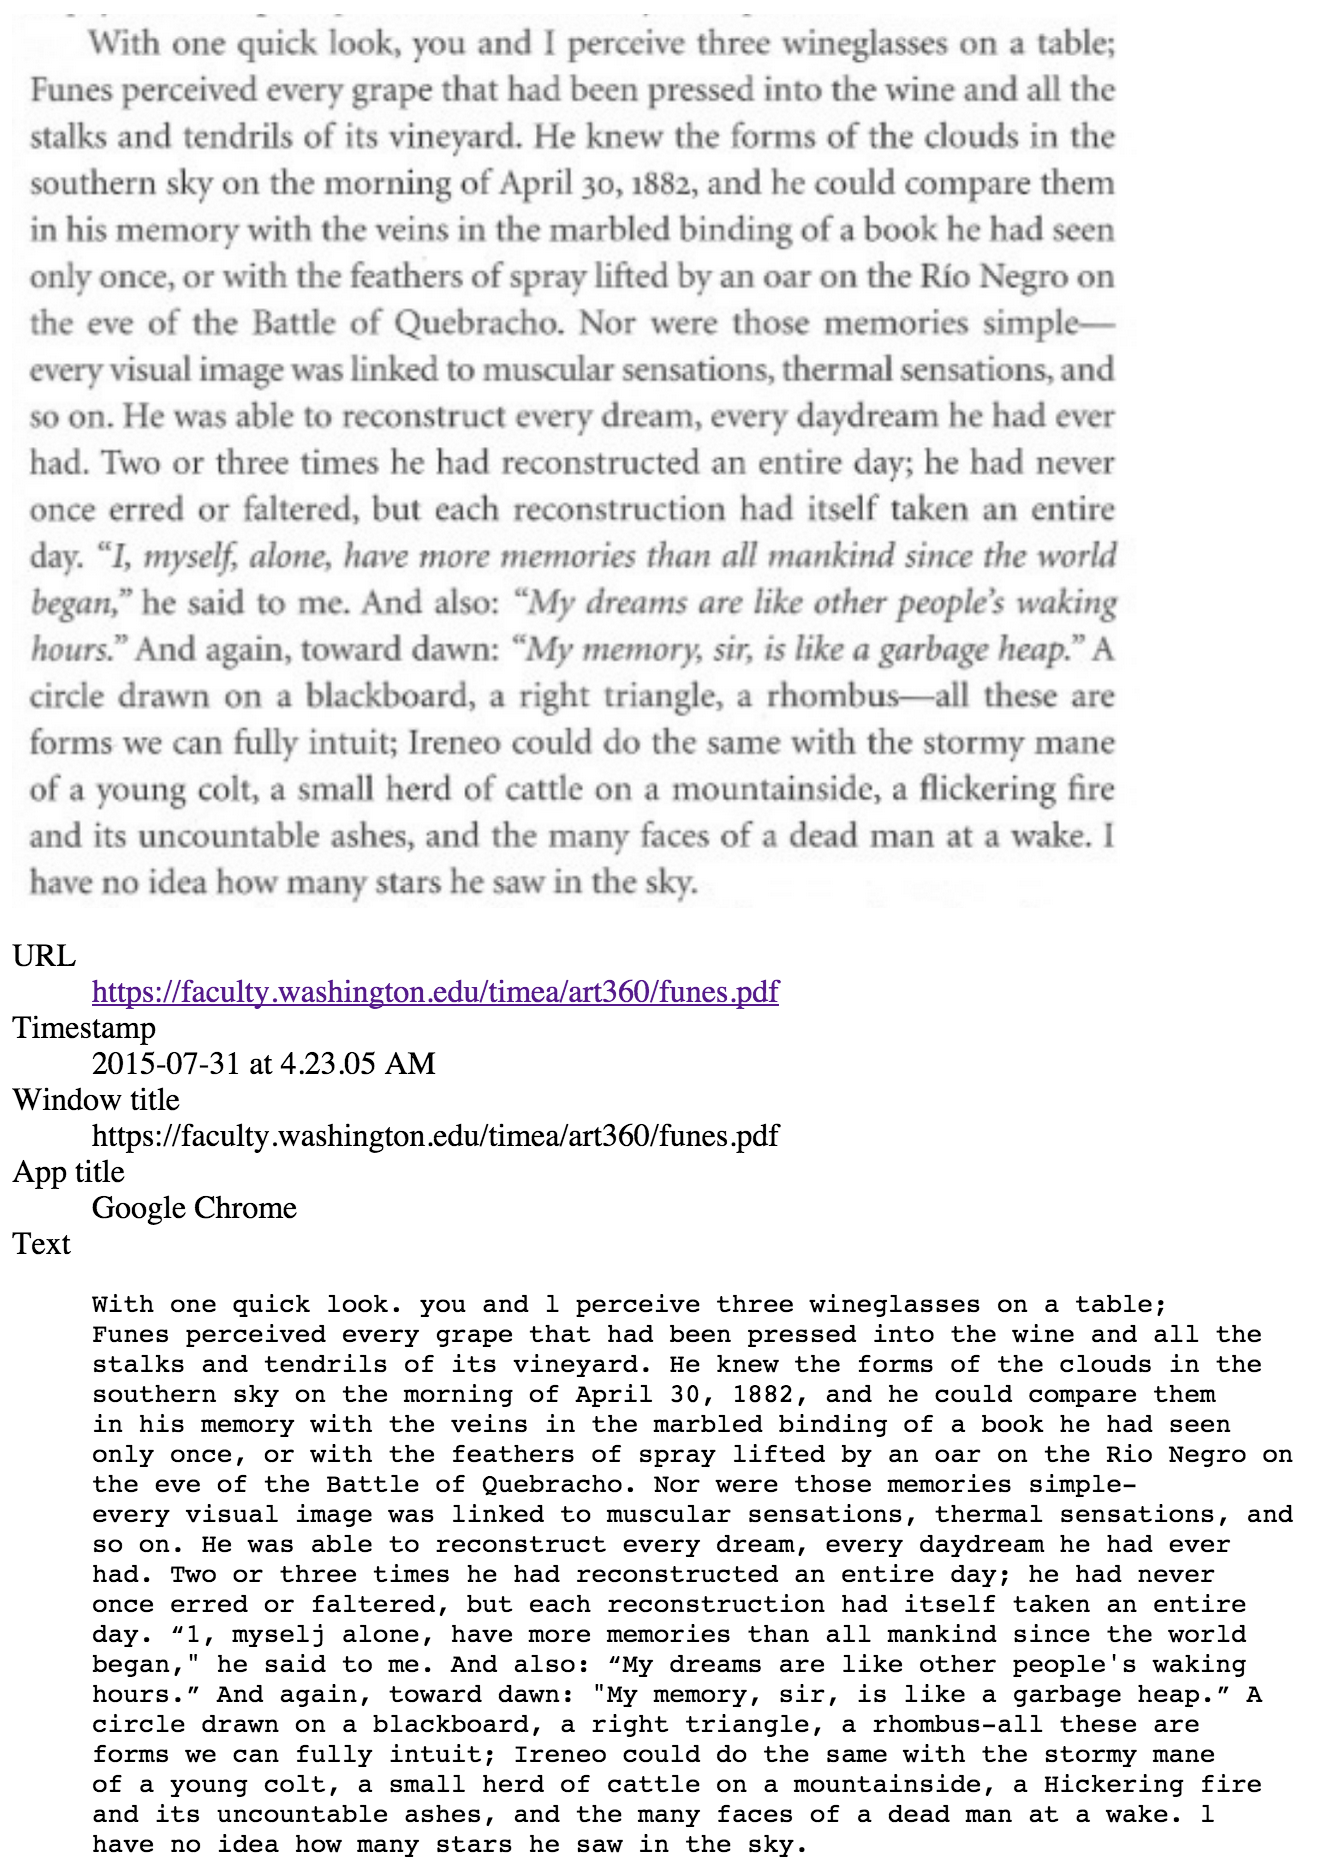 With one quick look, you and I perceive three wineglasses on a table;
Funes perceived every grape that had been pressed into the wine and all the
stalks and tendrils of its vineyard. He knew the forms of the clouds in the
southern sky on the morning of April 30, 1882, and he could compare them
in his memory with the veins in the marbled binding of a book he had seen
only once, or with the feathers of spray lifted by an oar on the Río Negro on
the eve of the Battle of Quebracho. Nor were those memories simple—
every visual image was linked to muscular sensations, thermal sensations, and
so on. He was able to reconstruct every dream, every daydream he had ever
had. Two or three times he had reconstructed an entire day; he had never
once erred or faltered, but each reconstruction had itself taken an entire
day. “I, myself, alone, have more memories than all mankind since the world
began,” he said to me. And also: “My dreams are like other people’s waking
hours.” And again, toward dawn: “My memory, sir, is like a garbage heap.” A
circle drawn on a blackboard, a right triangle, a rhombus—all these are
forms we can fully intuit; Ireneo could do the same with the stormy mane
of a young colt, a small herd of cattle on a mountainside, a flickering fire
and its uncountable ashes, and the many faces of a dead man at a wake. I
have no idea how many stars he saw in the sky.
URL
https://faculty.washington.edu/timea/art360/funes.pdf
Timestamp
2015-07-31 at 4.23.05 AM
Window title
https://faculty.washington.edu/timea/art360/funes.pdf
App title
Google Chrome
Text
With one quick look. you and l perceive three wineglasses on a table;
Funes perceived every grape that had been pressed into the wine and all the
stalks and tendrils of its vineyard. He knew the forms of the clouds in the
southern sky on the morning of April 30, 1882, and he could compare them
in his memory with the veins in the marbled binding of a book he had seen
only once, or with the feathers of spray lifted by an oar on the Rio Negro on
the eve of the Battle of Quebracho. Nor were those memories simple-
every visual image was linked to muscular sensations, thermal sensations, and
so on. He was able to reconstruct every dream, every daydream he had ever
had. Two or three times he had reconstructed an entire day; he had never
once erred or faltered, but each reconstruction had itself taken an entire
day. “1, myselj alone, have more memories than all mankind since the world
began," he said to me. And also: “My dreams are like other people's waking
hours.” And again, toward dawn: "My memory, sir, is like a garbage heap.” A
circle drawn on a blackboard, a right triangle, a rhombus-all these are
forms we can fully intuit; Ireneo could do the same with the stormy mane
of a young colt, a small herd of cattle on a mountainside, a Hickering fire
and its uncountable ashes, and the many faces of a dead man at a wake. l
have no idea how many stars he saw in the sky.